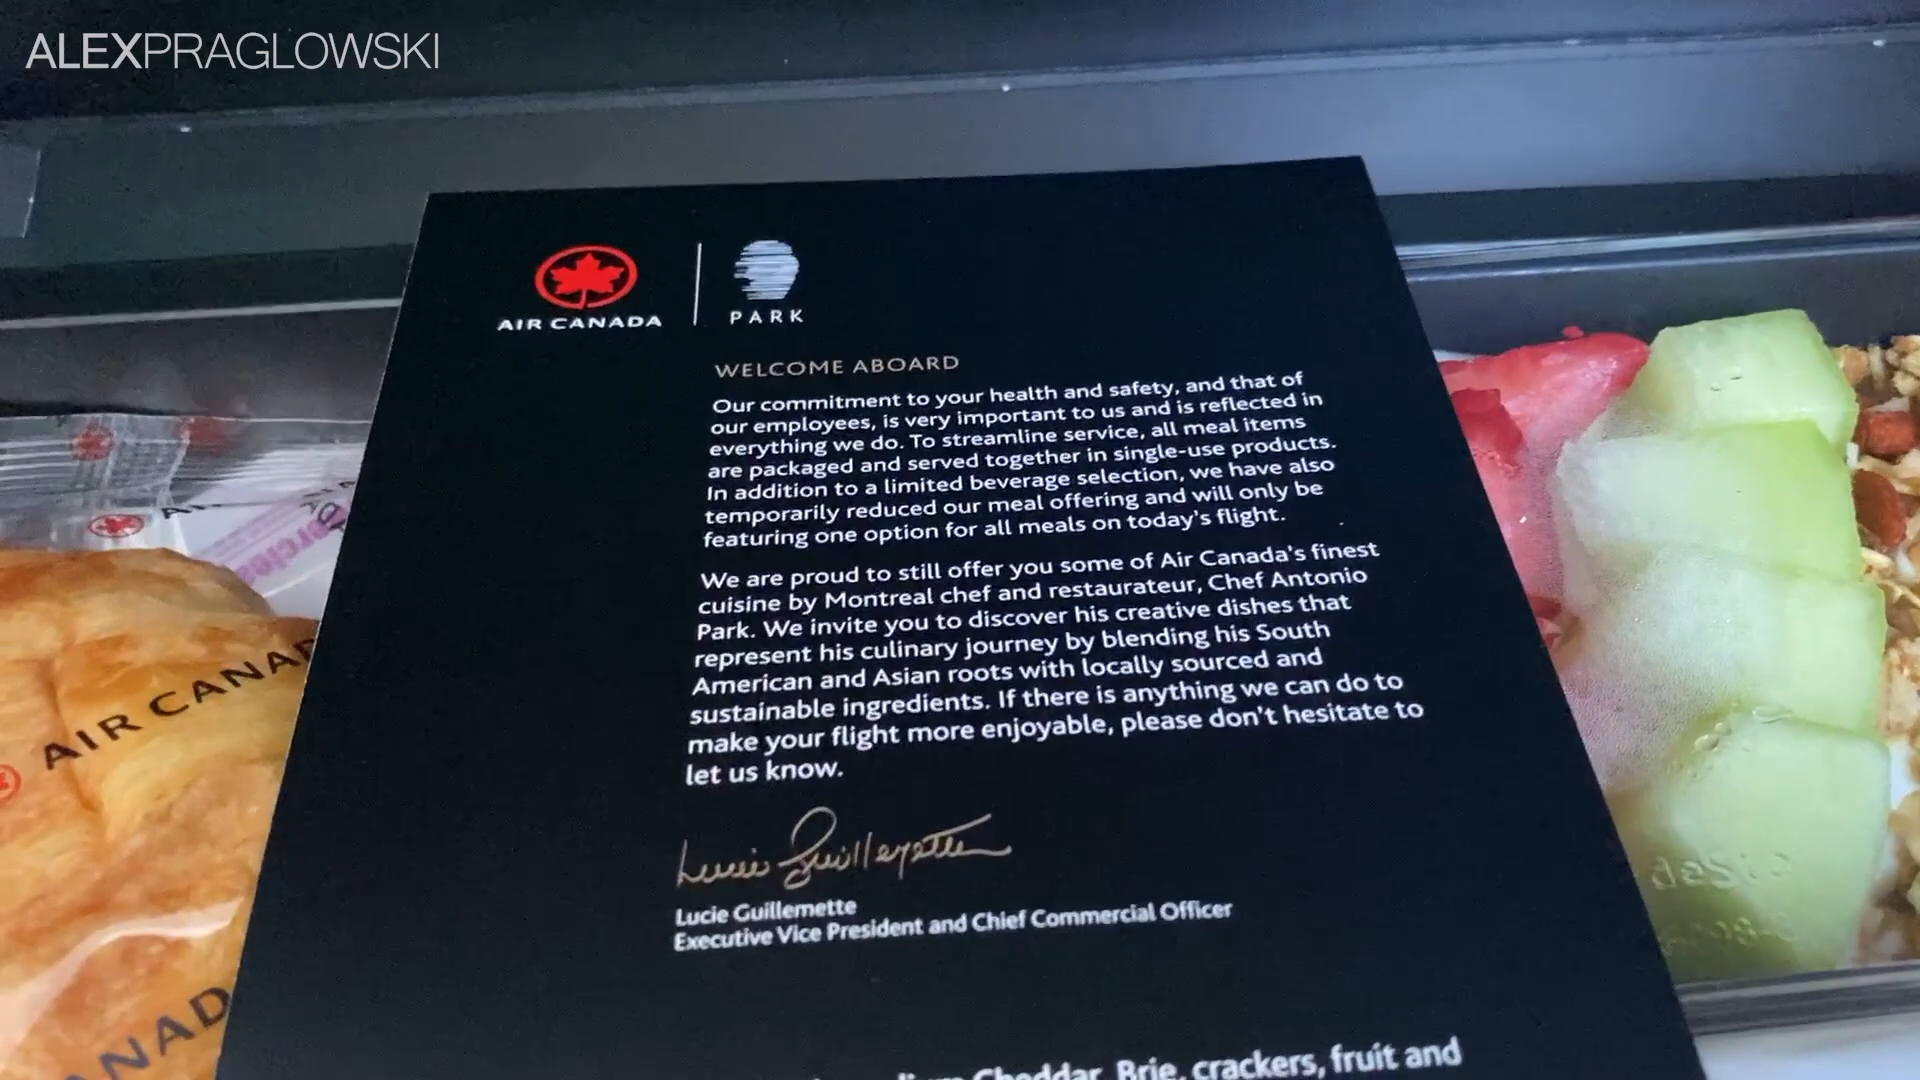 ALEXPRAGLOWSKI
AIR CANADA
PARK
WELCOME ABOARD
Our commitment to your health and safety, and that of
our employees, is very important to us and is reflected in
everything we do. To streamline service, all meal items
are packaged and served together in single-use products.
In addition to a limited beverage selection, we have also
temporarily reduced our meal offering and will only be
featuring one option for all meals on today's flight.
We are proud to still offer you some of Air Canada's finest
cuisine by Montreal chef and restaurateur, Chef Antonio
Park. We invite you to discover his creative dishes that
represent his culinary journey by blending his South
American and Asian roots with locally sourced and
sustainable ingredients. If there is anything we can do to
make your flight more enjoyable, please don't hesitate to
let us know.
Lucie Guillemette
Lucie Guillemette
Executive Vice President and Chief Commercial Officer
Cheddar, Brie, crackers, fruit and
AIR CANAD
NAD